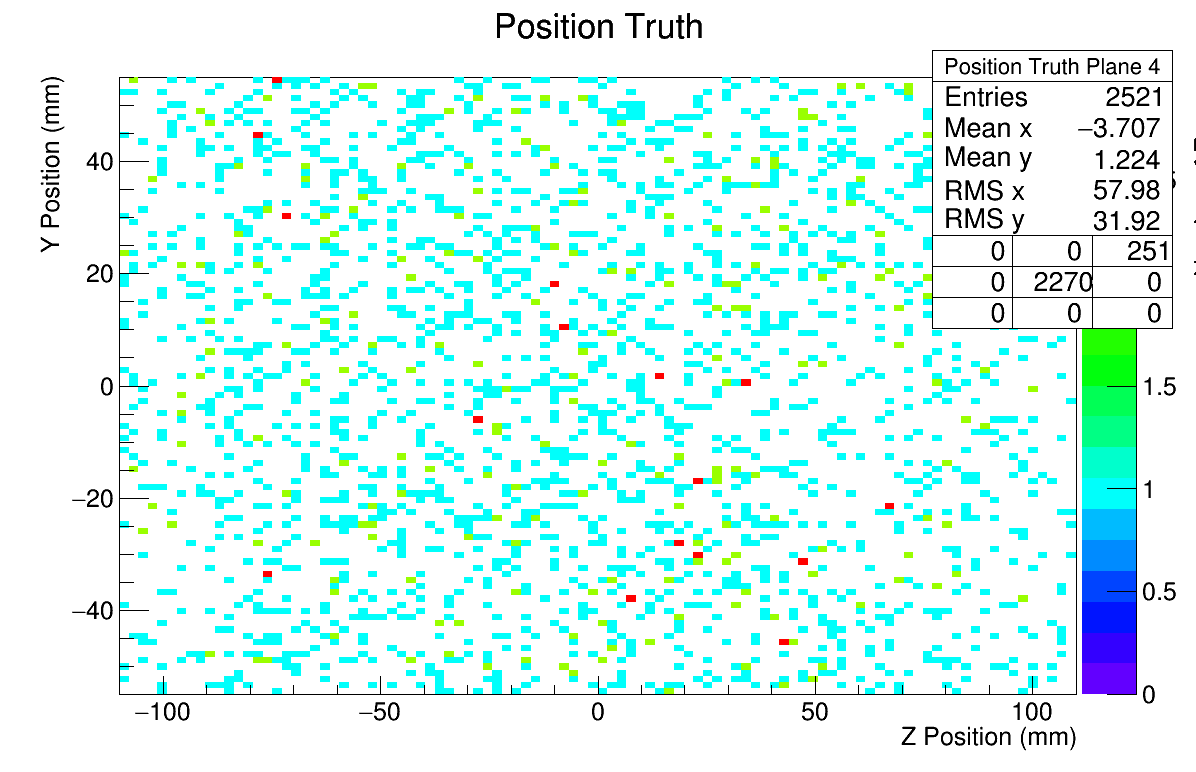 Position Truth
Y Position (mm)
Position Truth Plane 4
Entries 2521
Mean x −3.707
Mean y 1.224
RMS x 57.98
RMS y 31.92
0 0 251
0 2270 0
0 0 0
40
20
0
−20
−40
1.5
1
0.5
0
−100 −50 0 50 100
Z Position (mm)